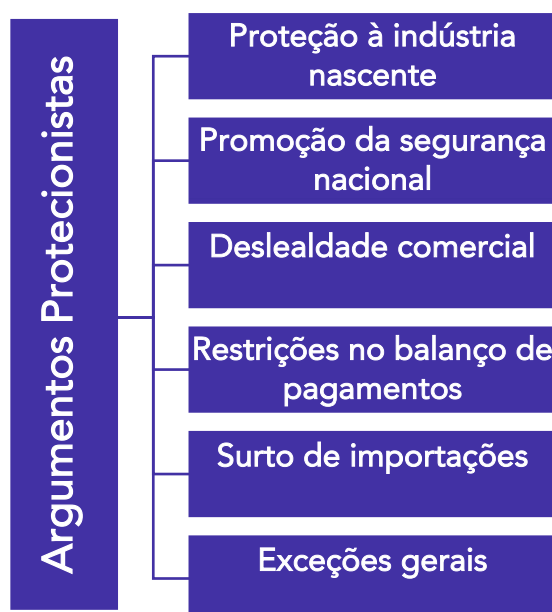 Argumentos Protecionistas
Proteção à indústria
nascente
Promoção da segurança
nacional
Deslealdade comercial
Restrições no balanço de
pagamentos
Surto de importações
Exceções gerais